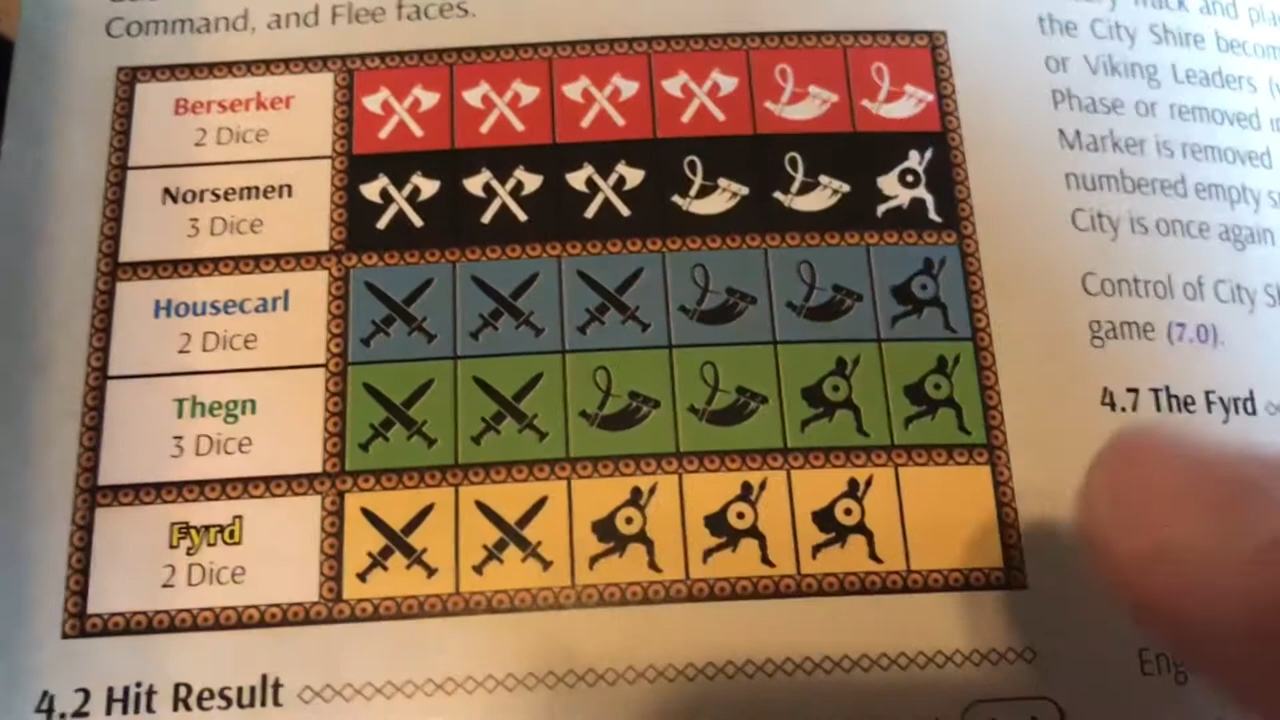 Command, and Flee faces.
Berserker
2 Dice
Norsemen
3 Dice
Housecarl
2 Dice
Thegn
3 Dice
Fyrd
2 Dice
4.2 Hit Result
and
the City Shire
or Viking Leaders
Phase or removed
Marker is removed
numbered empty
City is once again
Control of City
game (7.0).
4.7 The Fyrd